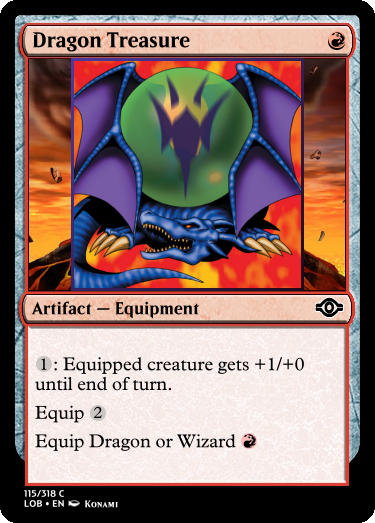 Dragon Treasure
Artifact — Equipment
1: Equipped creature gets +1/+0
until end of turn.
Equip 2
Equip Dragon or Wizard
115/318 C
LOB • EN Konami